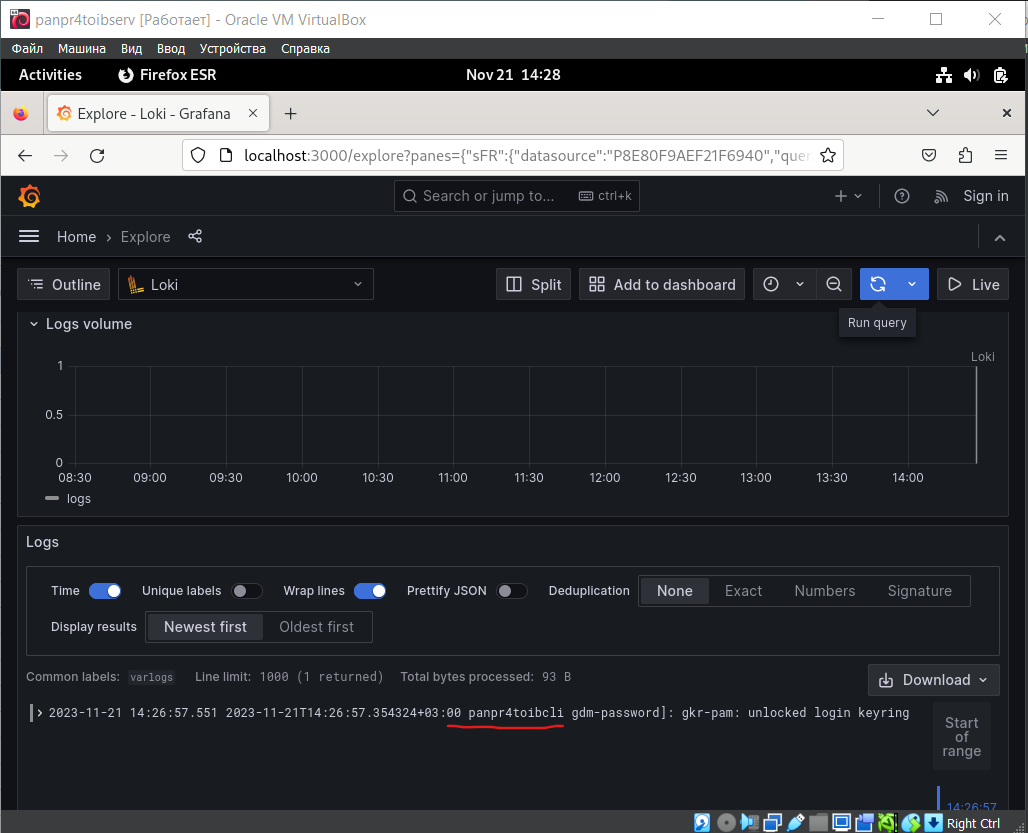 panpr4toibserv [Работает] - Oracle VM VirtualBox
Файл Машина Вид Ввод Устройства Справка
Activities Firefox ESR Nov 21 14:28
Explore - Loki - Grafana
localhost:3000/explore?panes={"sFR":{"datasource":"P8E80F9AEF21F6940","quer
Search or jump to... ctrl+k Sign in
Home › Explore
Outline Loki Split Add to dashboard Live
Run query
Logs volume
Loki
1
0.5
0
08:30 09:00 09:30 10:00 10:30 11:00 11:30 12:00 12:30 13:00 13:30 14:00
logs
Logs
Time Unique labels Wrap lines Prettify JSON Deduplication None Exact Numbers Signature
Display results Newest first Oldest first
Common labels: varlogs Line limit: 1000 (1 returned) Total bytes processed: 93 B
Download
2023-11-21 14:26:57.551 2023-11-21T14:26:57.354324+03:00 panpr4toibcli gdm-password]: gkr-pam: unlocked login keyring
Start
of
range
14:26:57
Right Ctrl